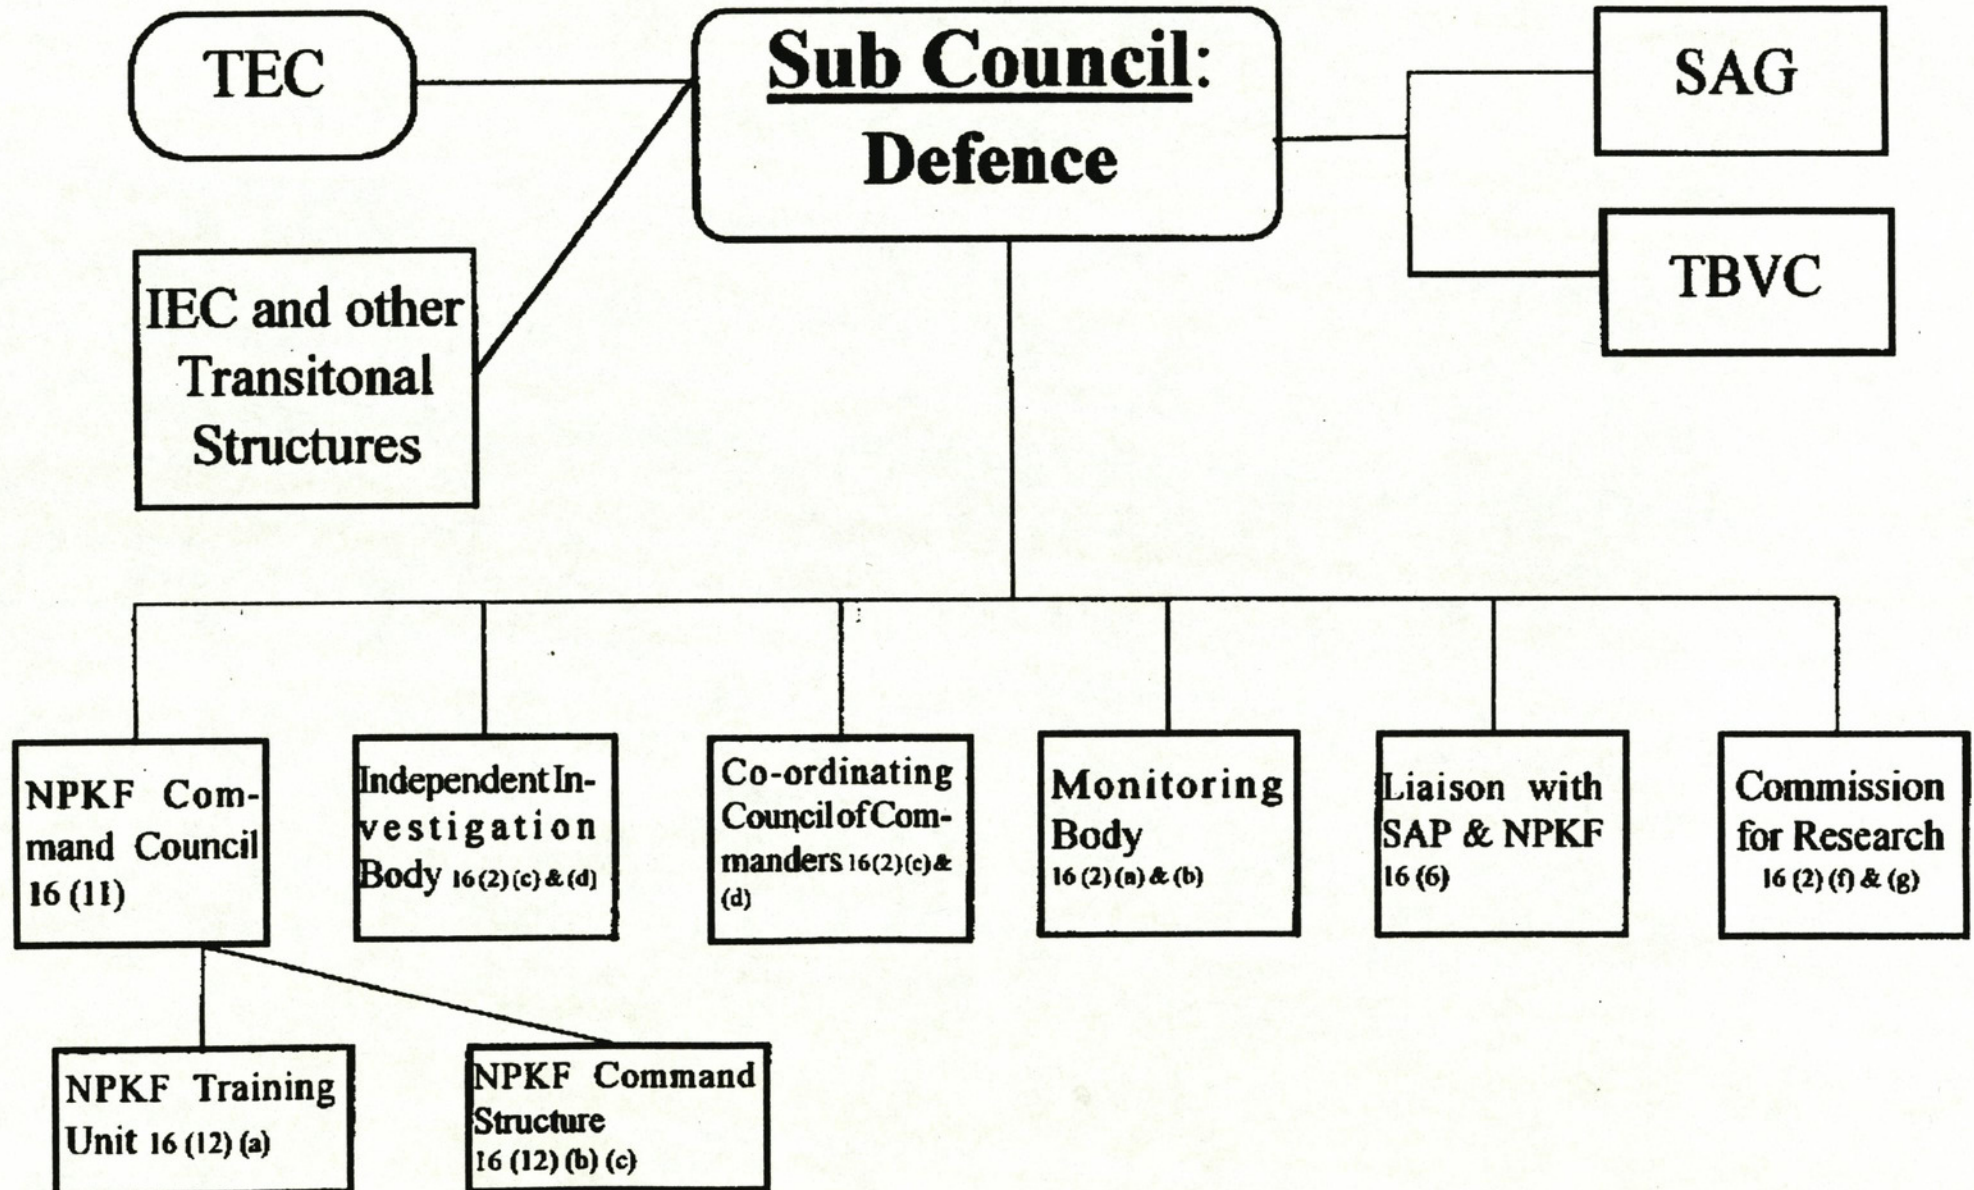 TEC
Sub Council:
Defence
SAG
TBVC
IEC and other
Transitonal
Structures
NPKF Com-
mand Council
16 (11)
Independent In-
vestigation
Body 16 (2) (c) & (d)
Co-ordinating
Council of Com-
manders 16(2)(c) &
(d)
Monitoring
Body
16 (2) (a) & (b)
Liaison with
SAP & NPKF
16 (6)
Commission
for Research
16 (2) (f) & (g)
NPKF Training
Unit 16 (12) (a)
NPKF Command
Structure
16 (12) (b) (c)